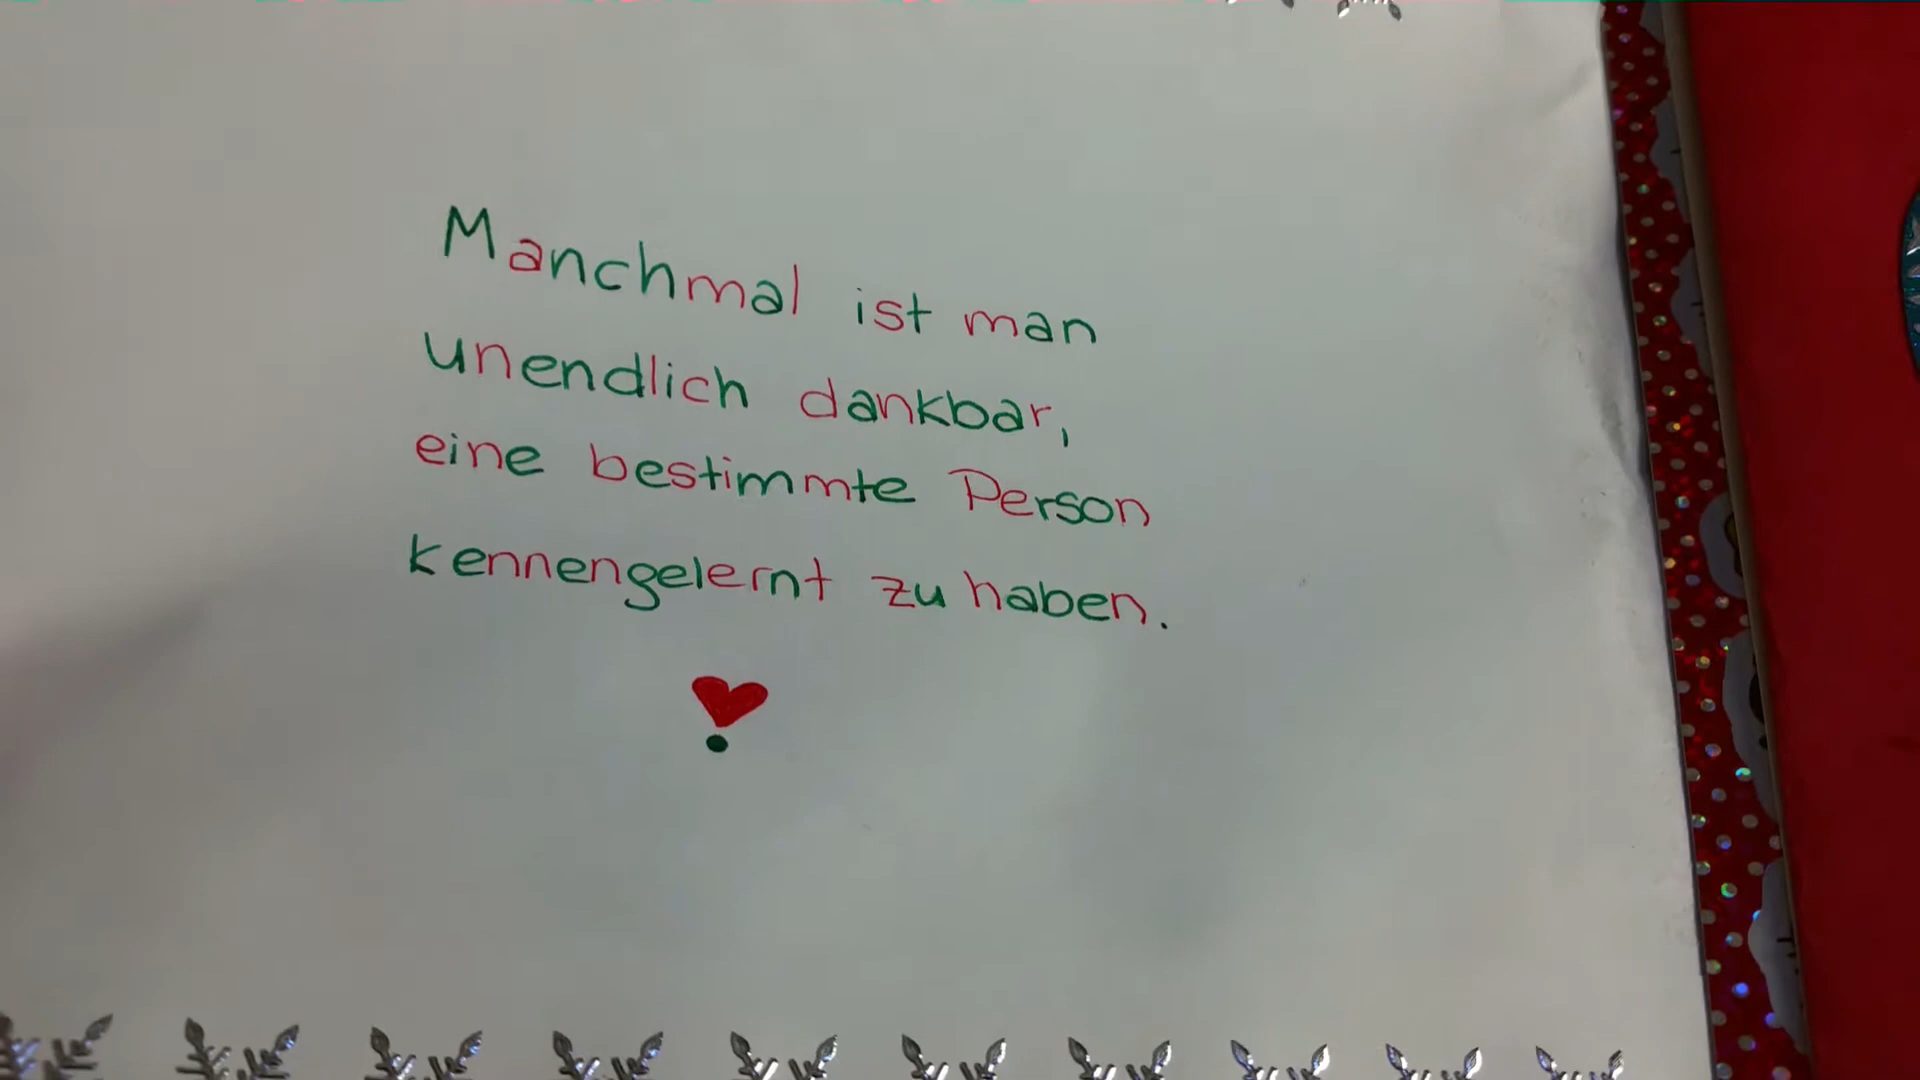 Manchmal ist man
unendlich dankbar,
eine bestimmte Person
kennengelernt zu haben.